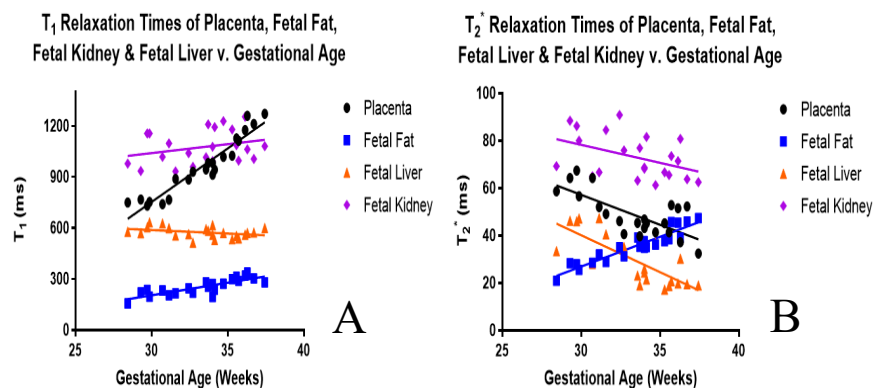 T1 Relaxation Times of Placenta, Fetal Fat,
Fetal Kidney & Fetal Liver v. Gestational Age
1200
900
600
300
0
T1 (ms)
25
30
35
40
Gestational Age (Weeks)
Placenta
Fetal Fat
Fetal Liver
Fetal Kidney
A
T2* Relaxation Times of Placenta, Fetal Fat,
Fetal Liver & Fetal Kidney v. Gestational Age
100
80
60
40
20
0
T2* (ms)
25
30
35
40
Gestational Age (Weeks)
Placenta
Fetal Fat
Fetal Liver
Fetal Kidney
B